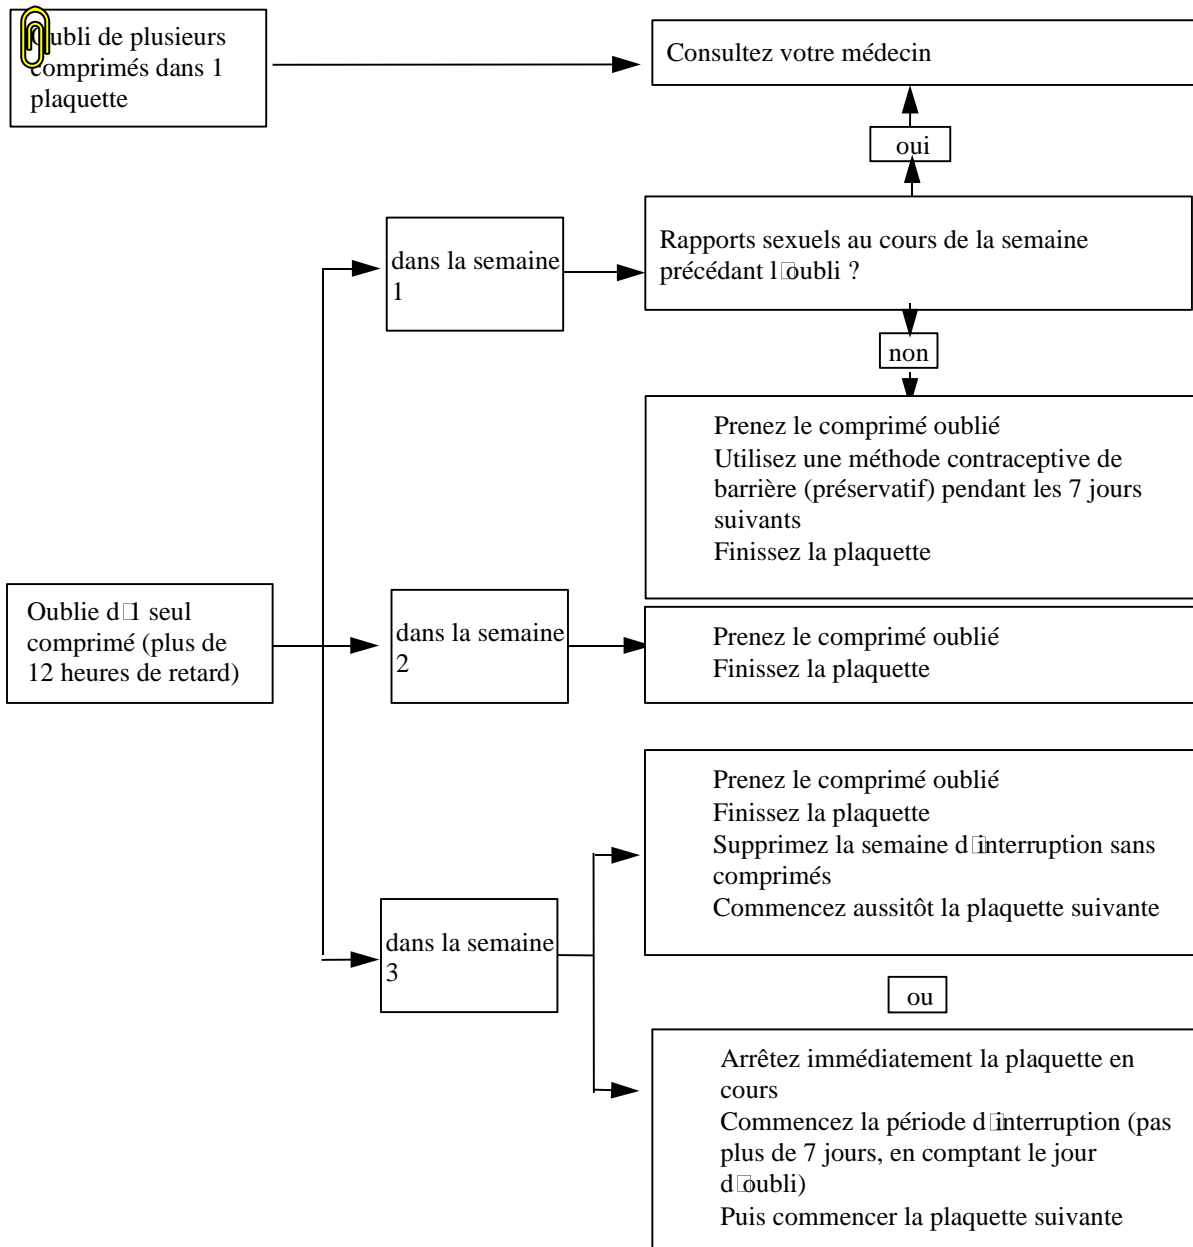 Oubli de plusieurs
comprimés dans 1
plaquette
Consultez votre médecin
oui
dans la semaine
1
Rapports sexuels au cours de la semaine
précédant l□oubli ?
non
Prenez le comprimé oublié
Utilisez une méthode contraceptive de
barrière (préservatif) pendant les 7 jours
suivants
Finissez la plaquette
Oublie d□1 seul
comprimé (plus de
12 heures de retard)
dans la semaine
2
Prenez le comprimé oublié
Finissez la plaquette
dans la semaine
3
Prenez le comprimé oublié
Finissez la plaquette
Supprimez la semaine d□interruption sans
comprimés
Commencez aussitôt la plaquette suivante
ou
Arrêtez immédiatement la plaquette en
cours
Commencez la période d□interruption (pas
plus de 7 jours, en comptant le jour
d□oubli)
Puis commencer la plaquette suivante